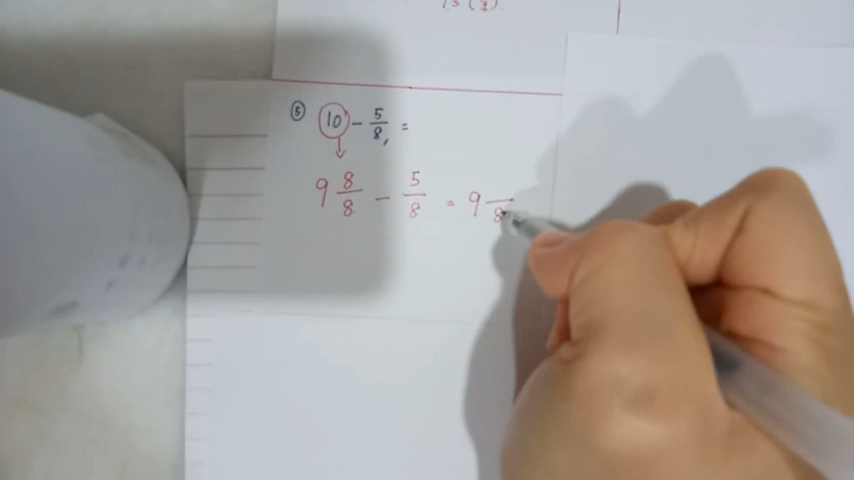 ⑤ 10 - 5/8 =
9 8/8 - 5/8 = 9 /8